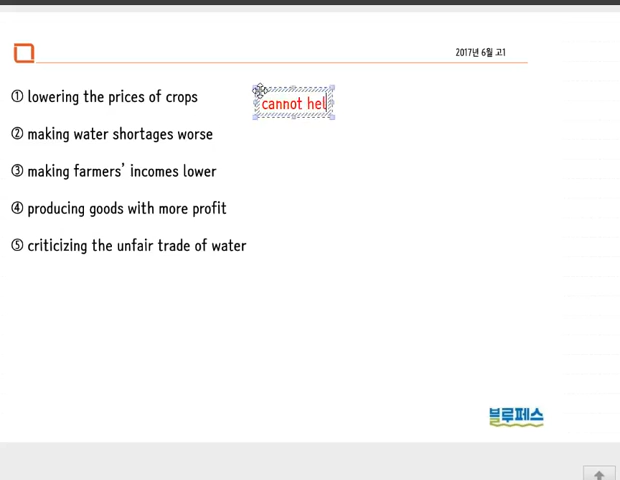 2017년 6월 고1
① lowering the prices of crops
cannot hel
② making water shortages worse
③ making farmers' incomes lower
④ producing goods with more profit
⑤ criticizing the unfair trade of water
블루페스